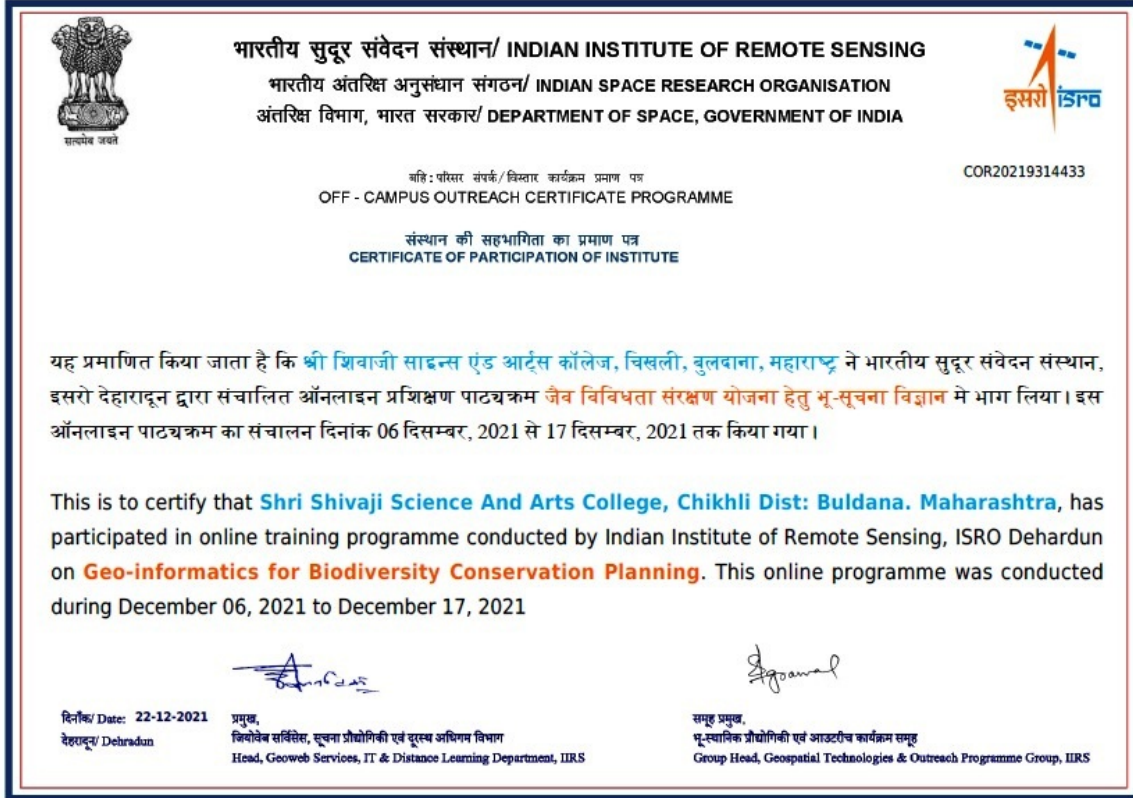 सत्यमेव जयते
भारतीय सुदूर संवेदन संस्थान/ INDIAN INSTITUTE OF REMOTE SENSING
भारतीय अंतरिक्ष अनुसंधान संगठन/ INDIAN SPACE RESEARCH ORGANISATION
अंतरिक्ष विभाग, भारत सरकार/ DEPARTMENT OF SPACE, GOVERNMENT OF INDIA
इसरो isro
COR20219314433
बहि: परिसर संपर्क/विस्तार कार्यक्रम प्रमाण पत्र
OFF - CAMPUS OUTREACH CERTIFICATE PROGRAMME
संस्थान की सहभागिता का प्रमाण पत्र
CERTIFICATE OF PARTICIPATION OF INSTITUTE
यह प्रमाणित किया जाता है कि श्री शिवाजी साइन्स एंड आर्ट्स कॉलेज, चिखली, बुलदाना, महाराष्ट्र ने भारतीय सुदूर संवेदन संस्थान,
इसरो देहारादून द्वारा संचालित ऑनलाइन प्रशिक्षण पाठ्यक्रम जैव विविधता संरक्षण योजना हेतु भू-सूचना विज्ञान मे भाग लिया। इस
ऑनलाइन पाठ्यक्रम का संचालन दिनांक 06 दिसम्बर, 2021 से 17 दिसम्बर, 2021 तक किया गया।
This is to certify that Shri Shivaji Science And Arts College, Chikhli Dist: Buldana. Maharashtra, has
participated in online training programme conducted by Indian Institute of Remote Sensing, ISRO Dehardun
on Geo-informatics for Biodiversity Conservation Planning. This online programme was conducted
during December 06, 2021 to December 17, 2021
Agrawal
दिनाँक/ Date: 22-12-2021
देहरादून/ Dehradun
प्रमुख,
जियोवेब सर्विसेस, सूचना प्रौद्योगिकी एवं दूरस्थ अधिगम विभाग
Head, Geoweb Services, IT & Distance Learning Department, IIRS
समूह प्रमुख,
भू-स्थानिक प्रौद्योगिकी एवं आउटरीच कार्यक्रम समूह
Group Head, Geospatial Technologies & Outreach Programme Group, IIRS